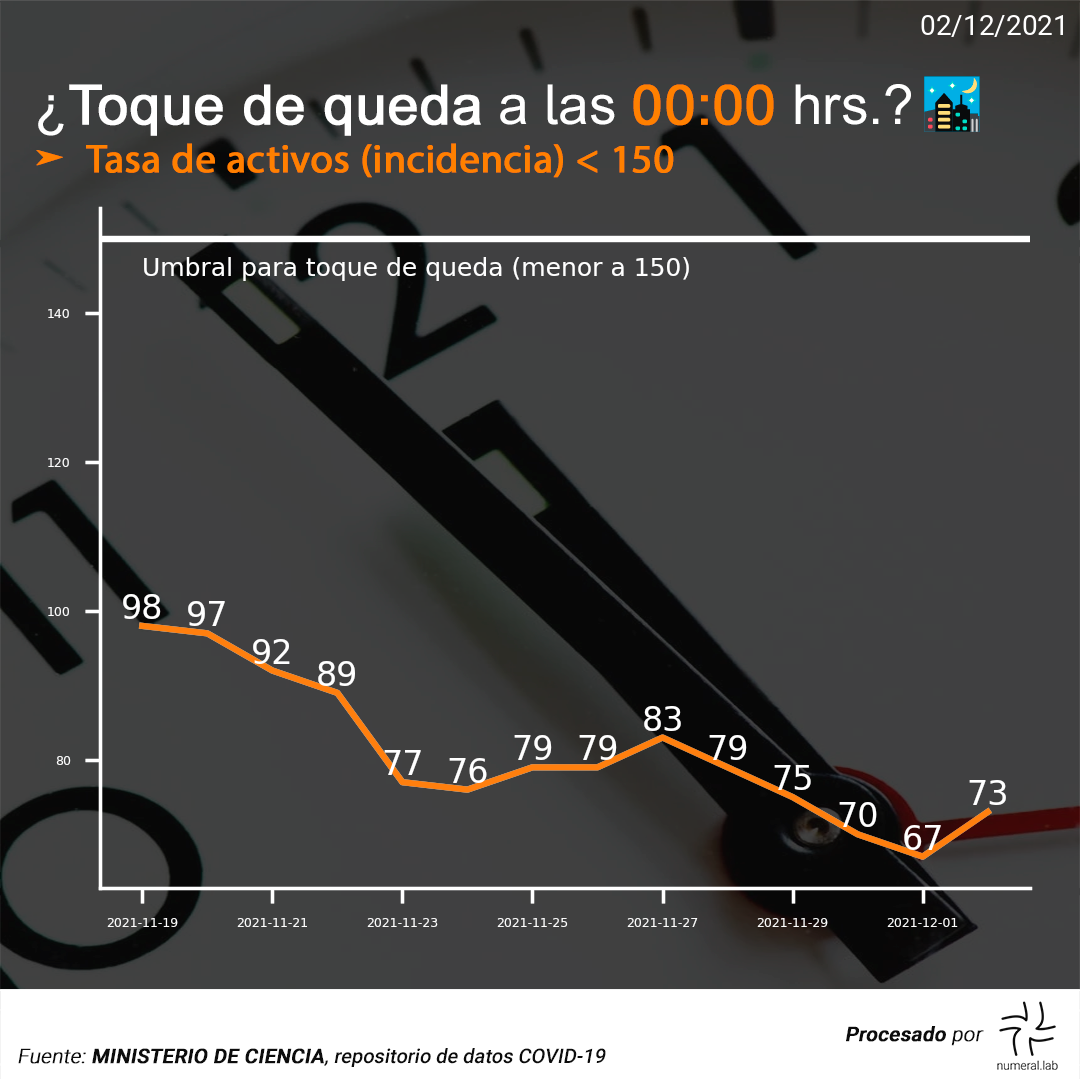 02/12/2021
¿Toque de queda a las 00:00 hrs.?
➤ Tasa de activos (incidencia) < 150
Umbral para toque de queda (menor a 150)
140
120
100
80
98 97 92 89 77 76 79 79 83 79 75 70 67 73
2021-11-19 2021-11-21 2021-11-23 2021-11-25 2021-11-27 2021-11-29 2021-12-01
Procesado por
numeral.lab
Fuente: MINISTERIO DE CIENCIA, repositorio de datos COVID-19